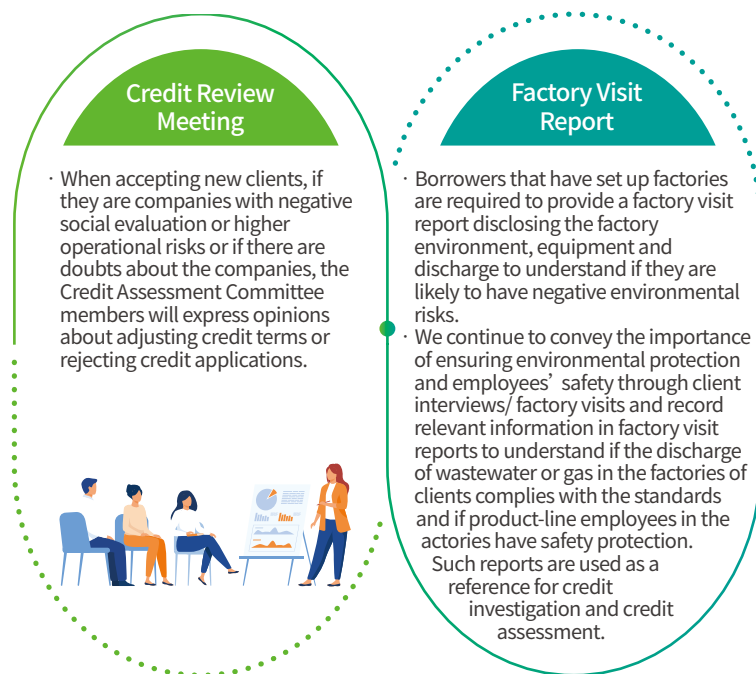 Credit Review
Meeting
· When accepting new clients, if
they are companies with negative
social evaluation or higher
operational risks or if there are
doubts about the companies, the
Credit Assessment Committee
members will express opinions
about adjusting credit terms or
rejecting credit applications.
Factory Visit
Report
· Borrowers that have set up factories
are required to provide a factory visit
report disclosing the factory
environment, equipment and
discharge to understand if they are
likely to have negative environmental
risks.
· We continue to convey the importance
of ensuring environmental protection
and employees’ safety through client
interviews/ factory visits and record
relevant information in factory visit
reports to understand if the discharge
of wastewater or gas in the factories of
clients complies with the standards
and if product-line employees in the
actories have safety protection.
Such reports are used as a
reference for credit
investigation and credit
assessment.